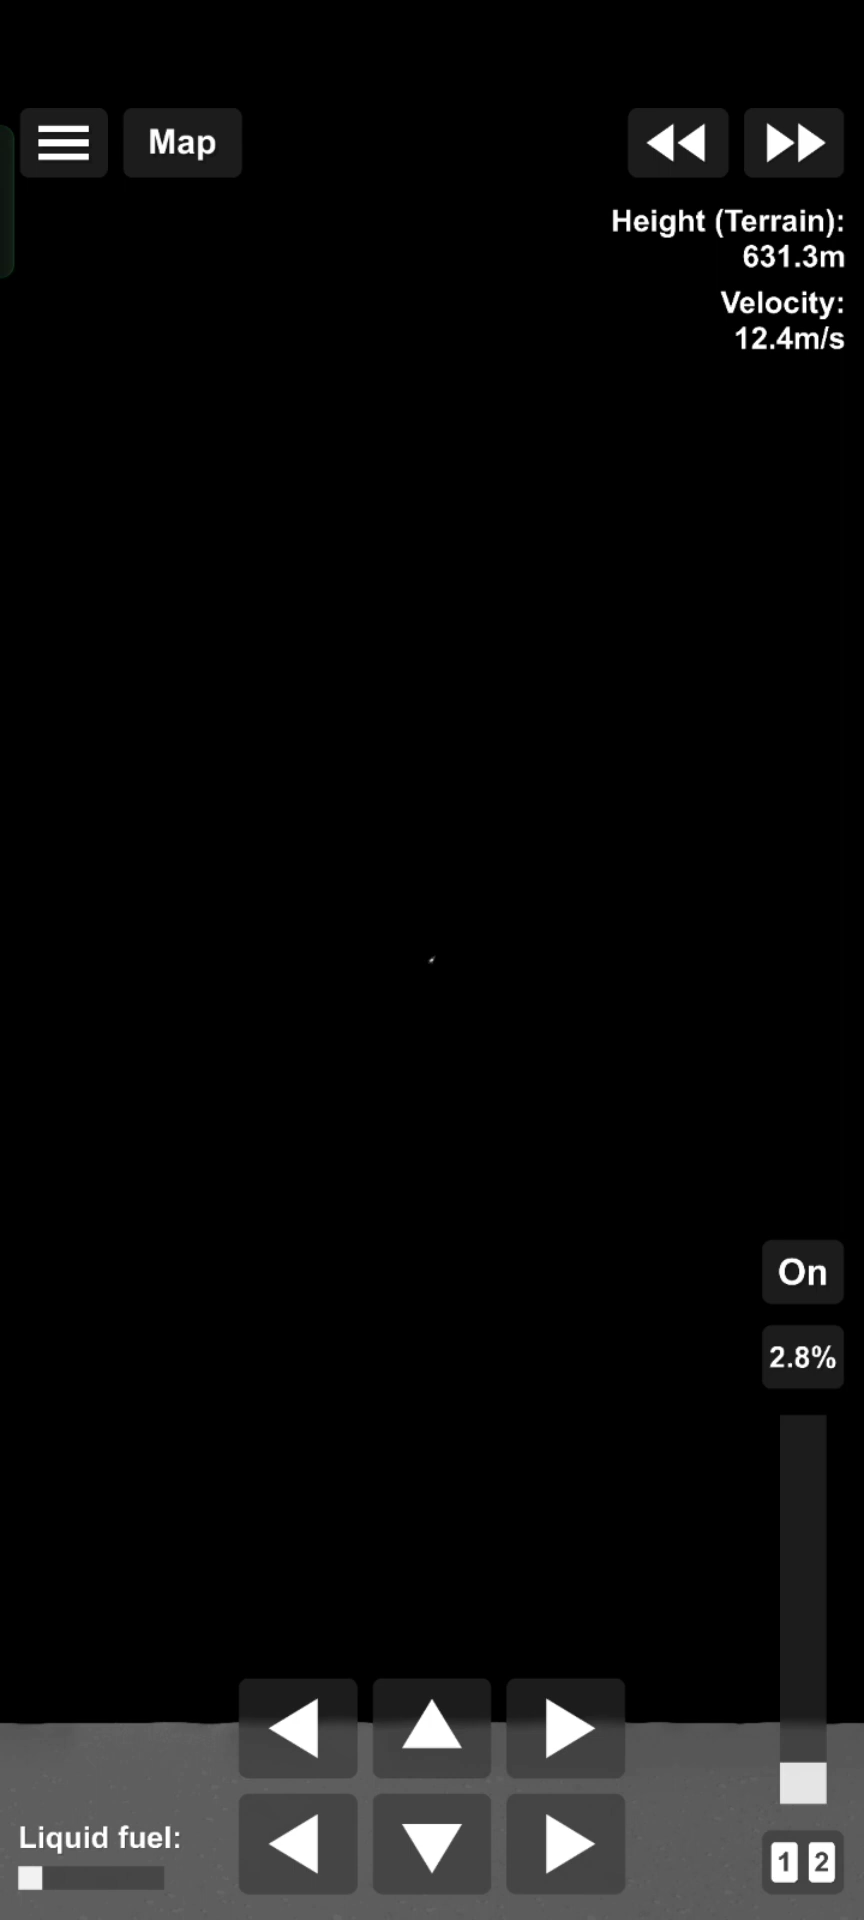 Map
Height (Terrain):
631.3m
Velocity:
12.4m/s
On
2.8%
Liquid fuel:
1 2